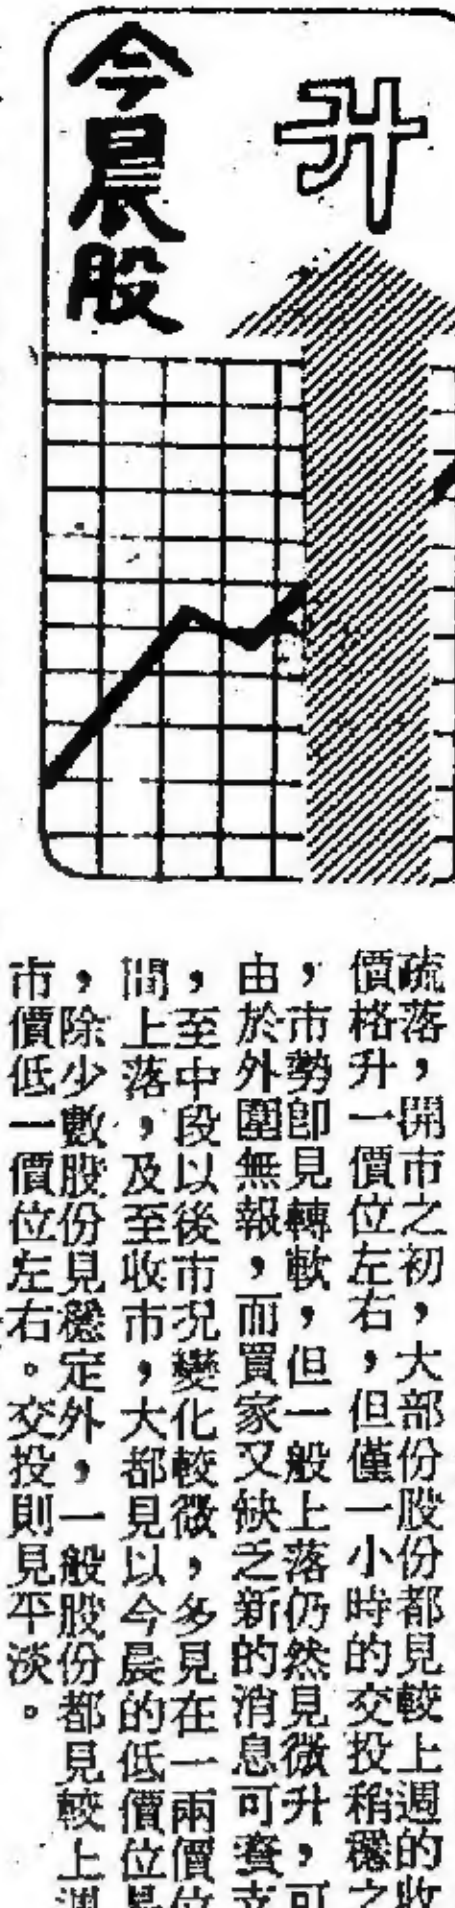 升
今晨股
疏落，開市之初，大部份股份都見較上週的收
價格升一價位左右，但僅一小時的交投稍穩之
，市勢卽見轉軟，但一般上落仍然見微升，可
由於外圍無報，而買家又缺乏新的消息可資支
，至中段以後市況變化較微，多見在一兩價位
間上落，及至收市，大都見以今晨的低價位
，除少數股份見穩定外，一般股份都見較上週
市價低一價位左右。交投則見平淡。